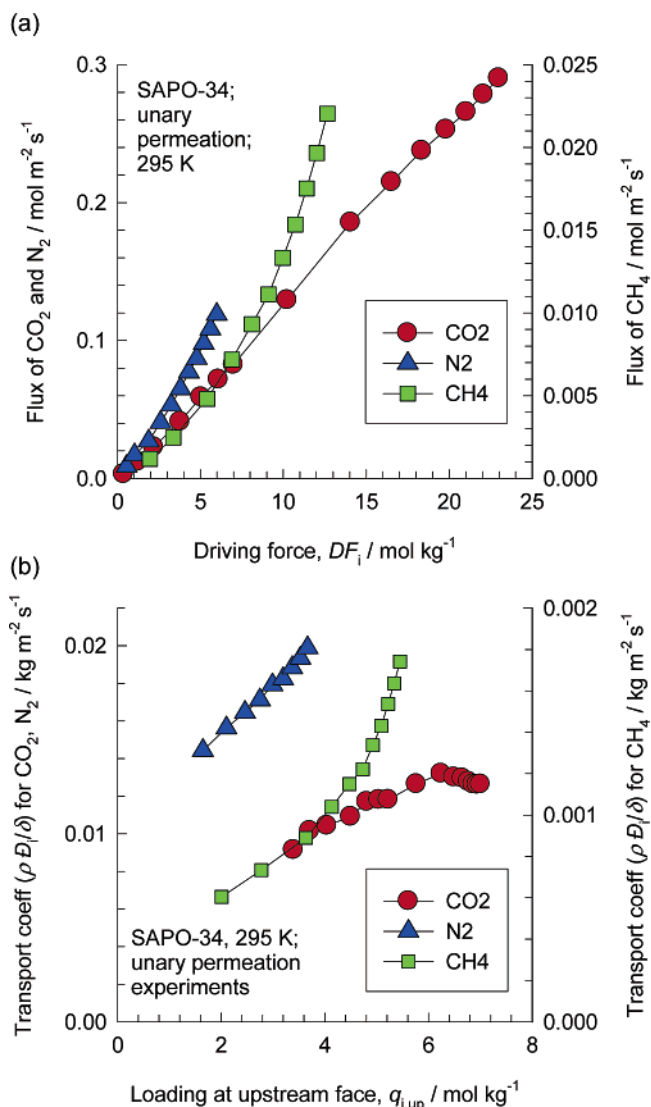 (a)
0.3
0.2
0.1
0.0
Flux of CO2 and N2 / mol m-2 s-1
SAPO-34;
unary
permeation;
295 K
CO2
N2
CH4
0.025
0.020
0.015
0.010
0.005
0.000
Flux of CH4 / mol m-2 s-1
0 5 10 15 20 25
Driving force, DFi / mol kg-1
(b)
0.02
0.01
0.00
Transport coeff (ρ Đi/δ) for CO2, N2 / kg m-2 s-1
SAPO-34, 295 K;
unary permeation
experiments
CO2
N2
CH4
0.002
0.001
0.000
Transport coeff (ρ Đi/δ) for CH4 / kg m-2 s-1
0 2 4 6 8
Loading at upstream face, qi,up / mol kg-1